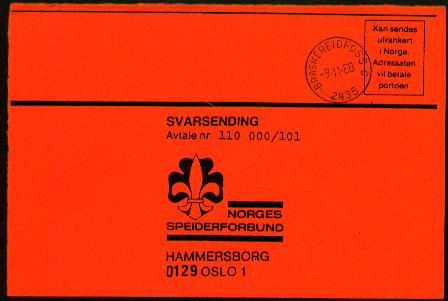 Kan sendes
ufrankert
i Norge.
Adressaten
vil betale
portoen
BRASKEREIDFOSS
2435
SVARSENDING
Avtale nr. 110 000/101
NORGES
SPEIDERFORBUND
HAMMERSBORG
0129 OSLO 1